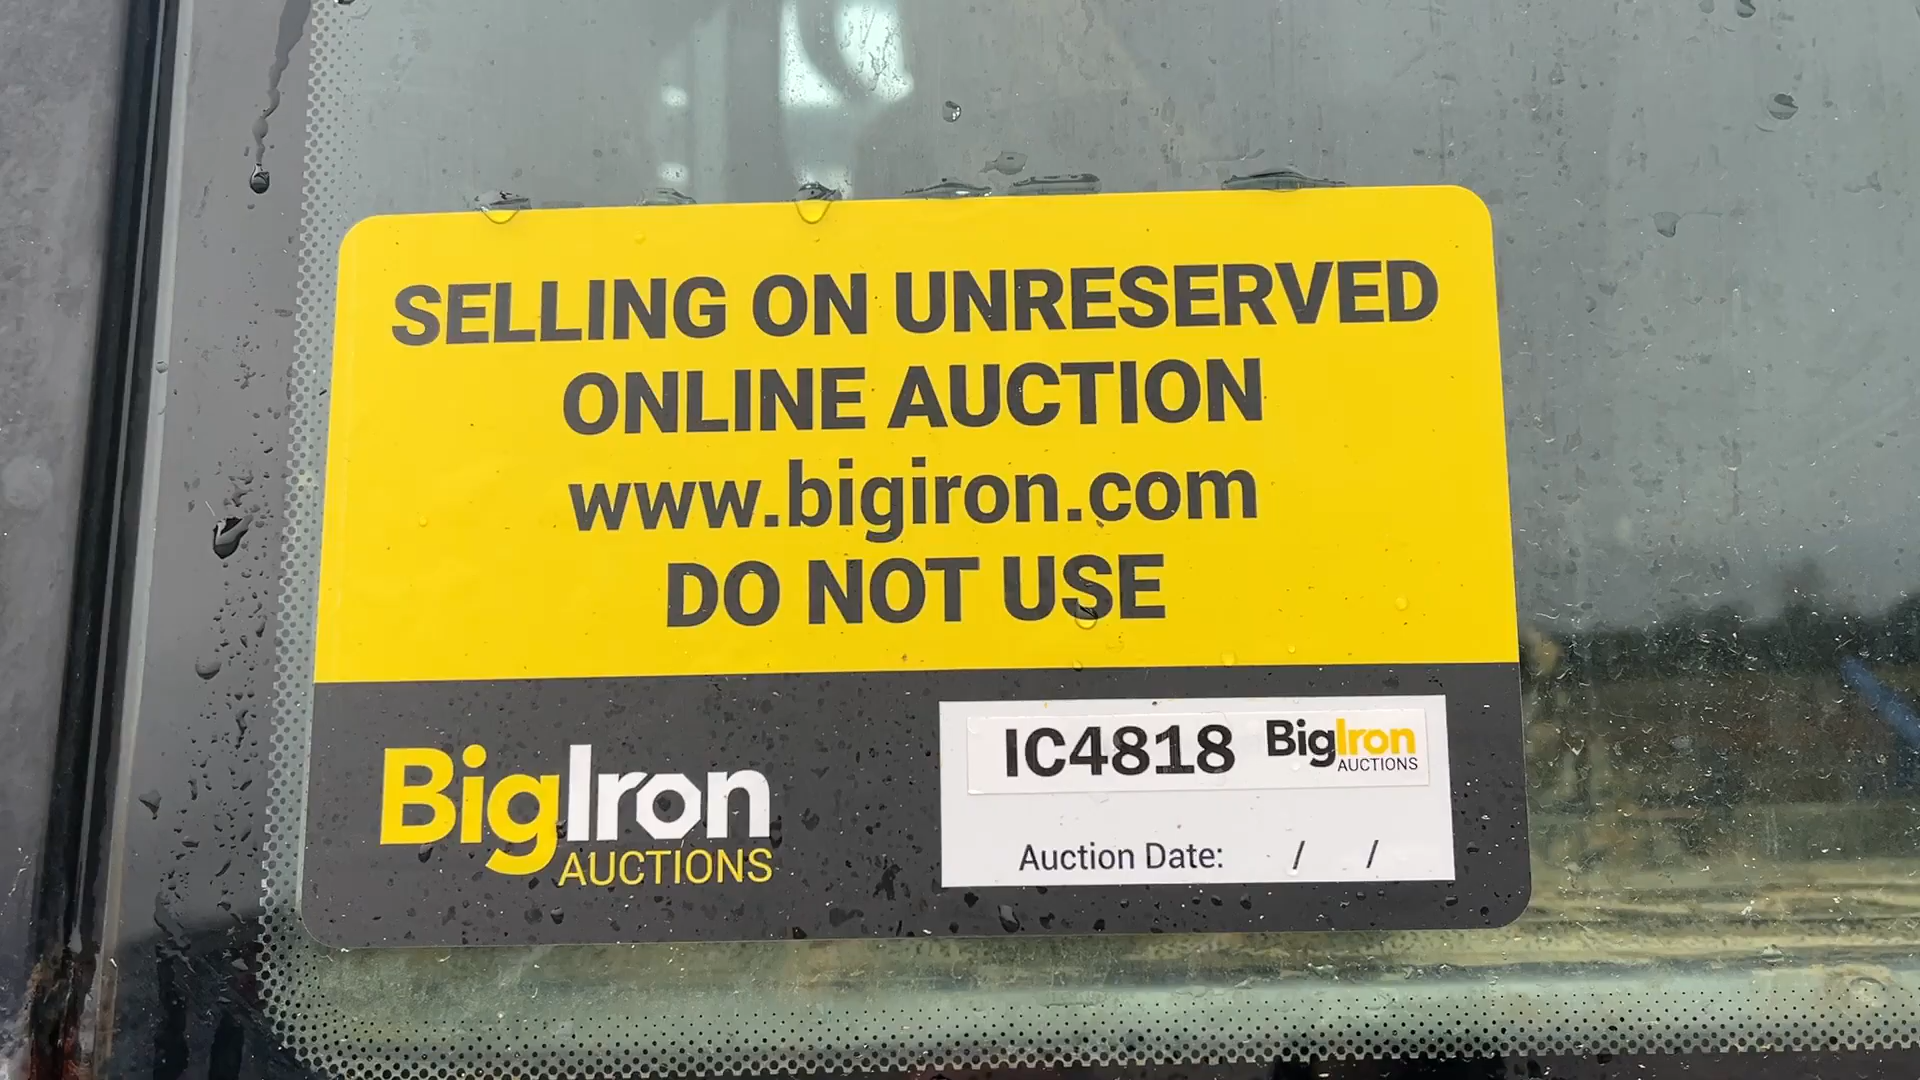 SELLING ON UNRESERVED
ONLINE AUCTION
www.bigiron.com
DO NOT USE
BigIron
AUCTIONS
IC4818 BigIron
AUCTIONS
Auction Date: / /